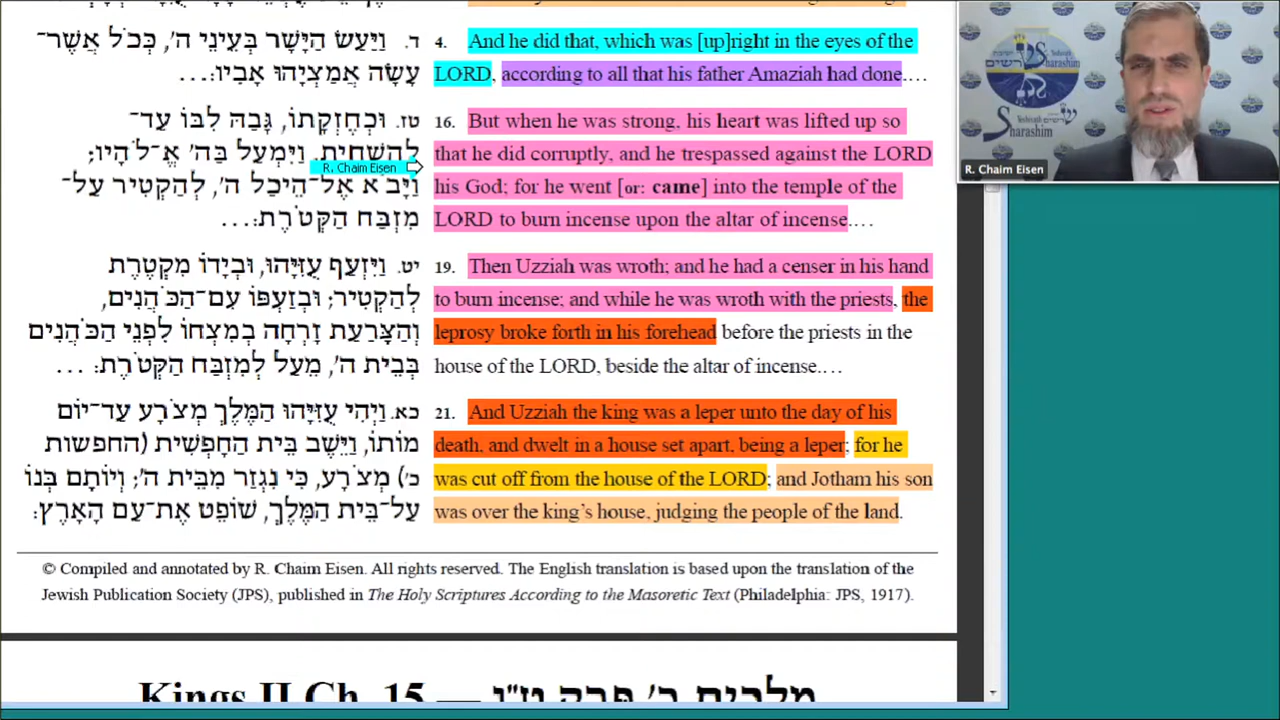 ד. וַיַּעַשׂ הַיָּשָׁר בְּעֵינֵי ה', כְּכֹל אֲשֶׁר־
עָשָׂה אֲמַצְיָהוּ אָבִיו:...
טז. וּכְחֶזְקָתוֹ, גָּבַהּ לִבּוֹ עַד־
לְהַשְׁחִית, וַיִּמְעַל בַּה' אֱ־לֹהָיו;
וַיָּבֹא אֶל־הֵיכַל ה', לְהַקְטִיר עַל־
מִזְבַּח הַקְּטֹרֶת:...
יט. וַיִּזְעַף עֻזִּיָּהוּ, וּבְיָדוֹ מִקְטֶרֶת
לְהַקְטִיר; וּבְזַעְפּוֹ עִם־הַכֹּהֲנִים,
וְהַצָּרַעַת זָרְחָה בְמִצְחוֹ לִפְנֵי הַכֹּהֲנִים
בְּבֵית ה', מֵעַל לְמִזְבַּח הַקְּטֹרֶת: ...
כא. וַיְהִי עֻזִּיָּהוּ הַמֶּלֶךְ מְצֹרָע עַד־יוֹם
מוֹתוֹ, וַיֵּשֶׁב בֵּית הַחָפְשִׁית (החפשות
כ') מְצֹרָע, כִּי נִגְזַר מִבֵּית ה'; וְיוֹתָם בְּנוֹ
עַל־בֵּית הַמֶּלֶךְ, שׁוֹפֵט אֶת־עַם הָאָרֶץ:
4. And he did that, which was [up]right in the eyes of the
LORD, according to all that his father Amaziah had done....
16. But when he was strong, his heart was lifted up so
that he did corruptly, and he trespassed against the LORD
his God; for he went [or: came] into the temple of the
LORD to burn incense upon the altar of incense....
19. Then Uzziah was wroth; and he had a censer in his hand
to burn incense; and while he was wroth with the priests, the
leprosy broke forth in his forehead before the priests in the
house of the LORD, beside the altar of incense....
21. And Uzziah the king was a leper unto the day of his
death, and dwelt in a house set apart, being a leper; for he
was cut off from the house of the LORD; and Jotham his son
was over the king's house, judging the people of the land.
R. Chaim Eisen
© Compiled and annotated by R. Chaim Eisen. All rights reserved. The English translation is based upon the translation of the
Jewish Publication Society (JPS), published in The Holy Scriptures According to the Masoretic Text (Philadelphia: JPS, 1917).
Kings II Ch. 15 — מלכים ב' פרק ט"ו
Yeshivath
Sharashim
שרשים
Sharashim
R. Chaim Eisen